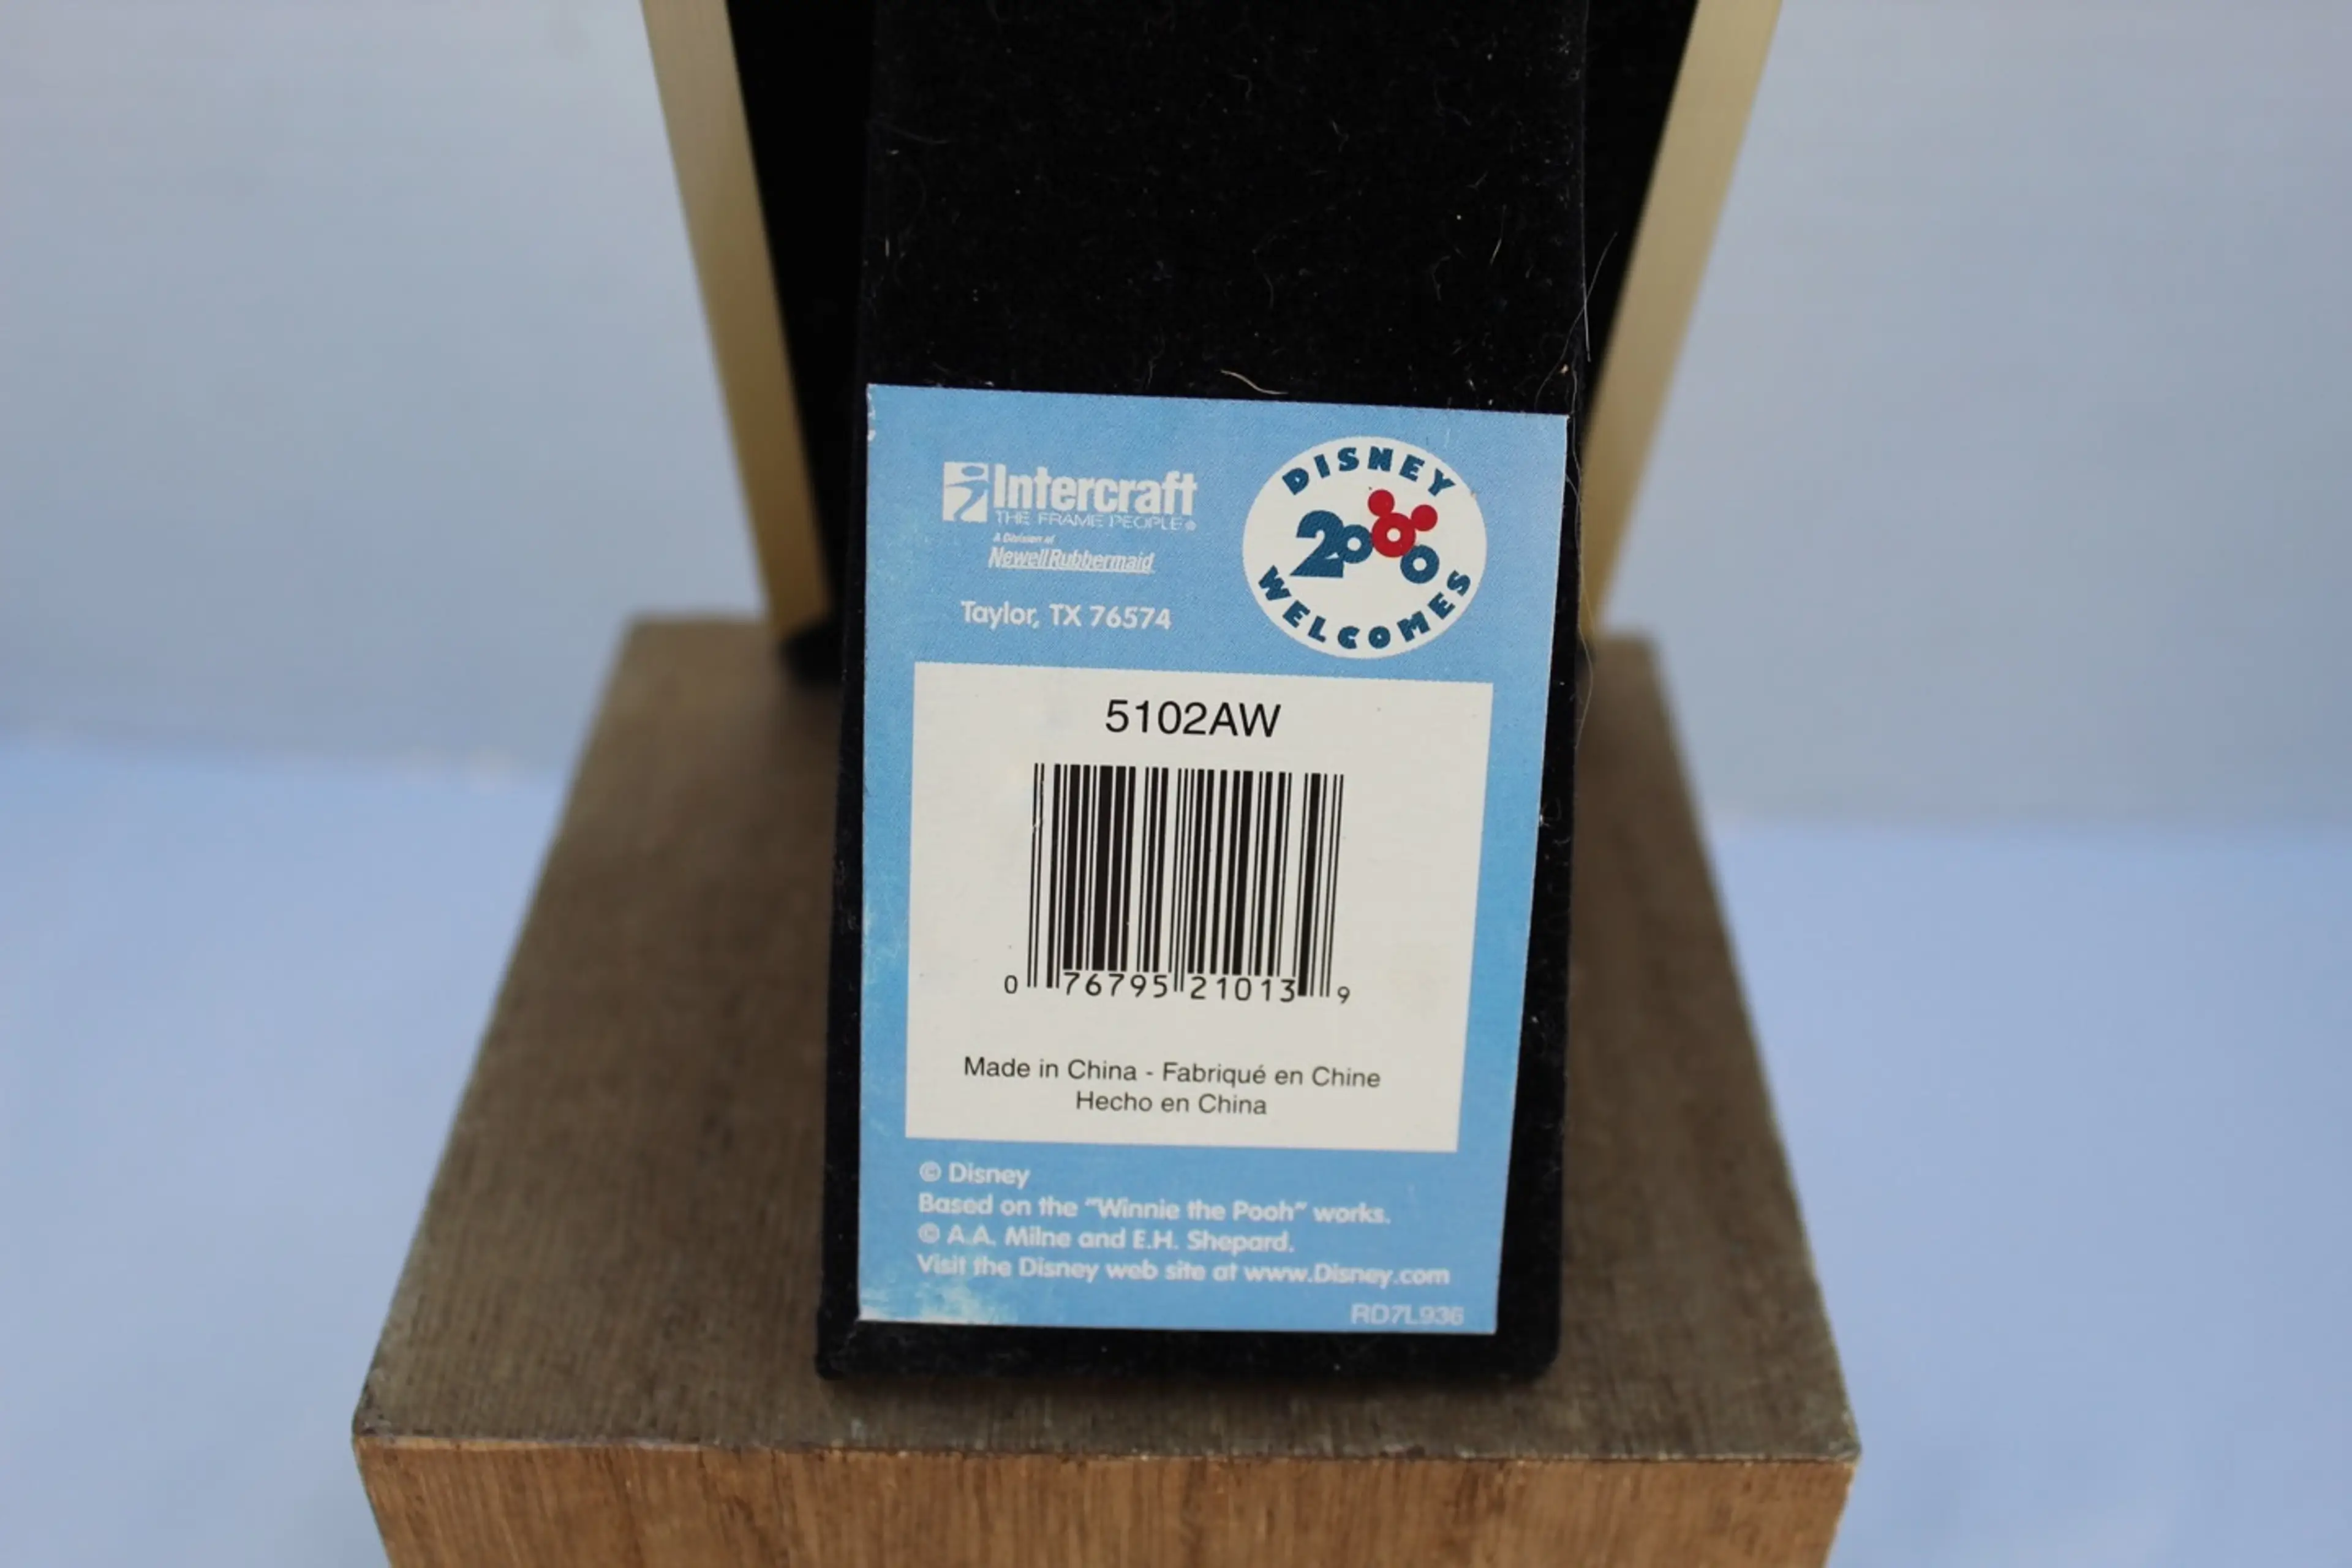 Intercraft
THE FRAME PEOPLE®
A Division of
NewellRubbermaid
Taylor, TX 76574
DISNEY
2000
WELCOMES
5102AW
0 76795 21013 9
Made in China - Fabriqué en Chine
Hecho en China
© Disney
Based on the "Winnie the Pooh" works.
© A.A. Milne and E.H. Shepard.
Visit the Disney web site at www.Disney.com
RD7L936